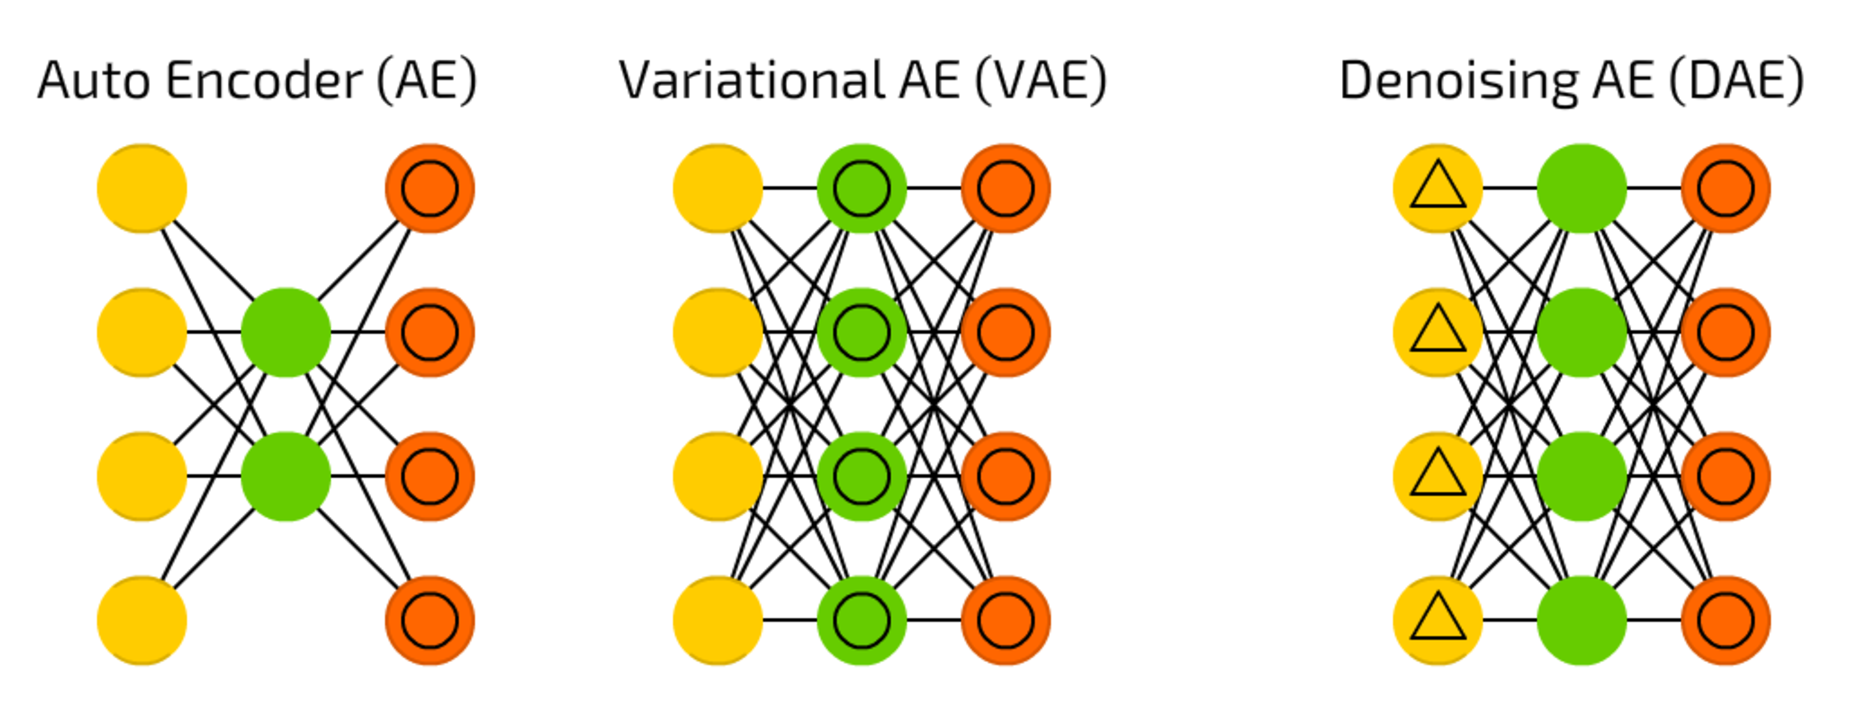 Auto Encoder (AE)
Variational AE (VAE)
Denoising AE (DAE)